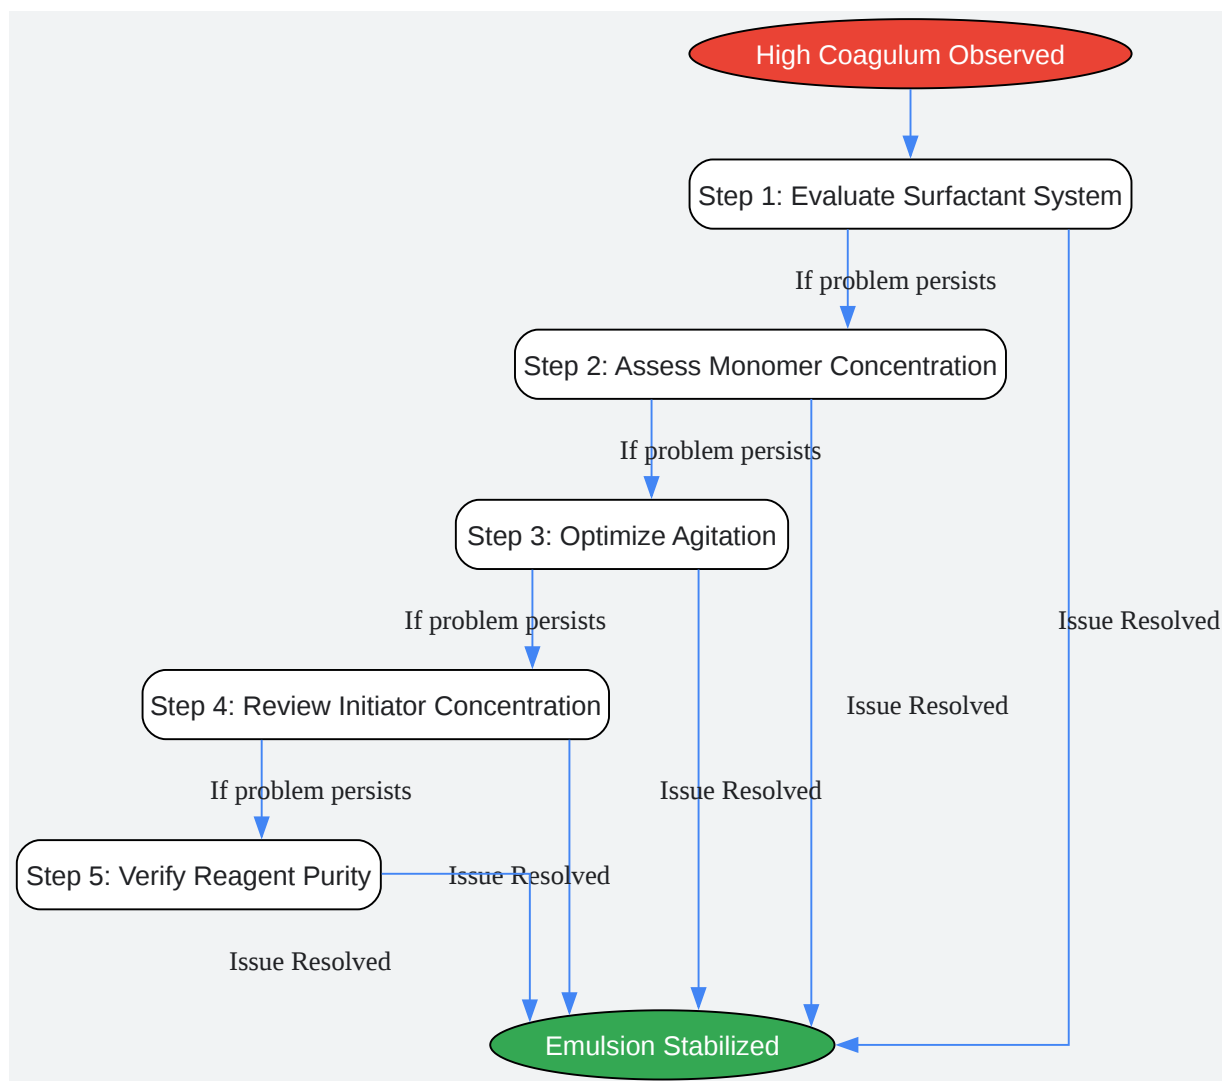 High Coagulum Observed
Step 1: Evaluate Surfactant System
If problem persists
Step 2: Assess Monomer Concentration
If problem persists
Step 3: Optimize Agitation
If problem persists
Issue Resolved
Step 4: Review Initiator Concentration
Issue Resolved
If problem persists
Issue Resolved
Step 5: Verify Reagent Purity
Issue Resolved
Issue Resolved
Emulsion Stabilized